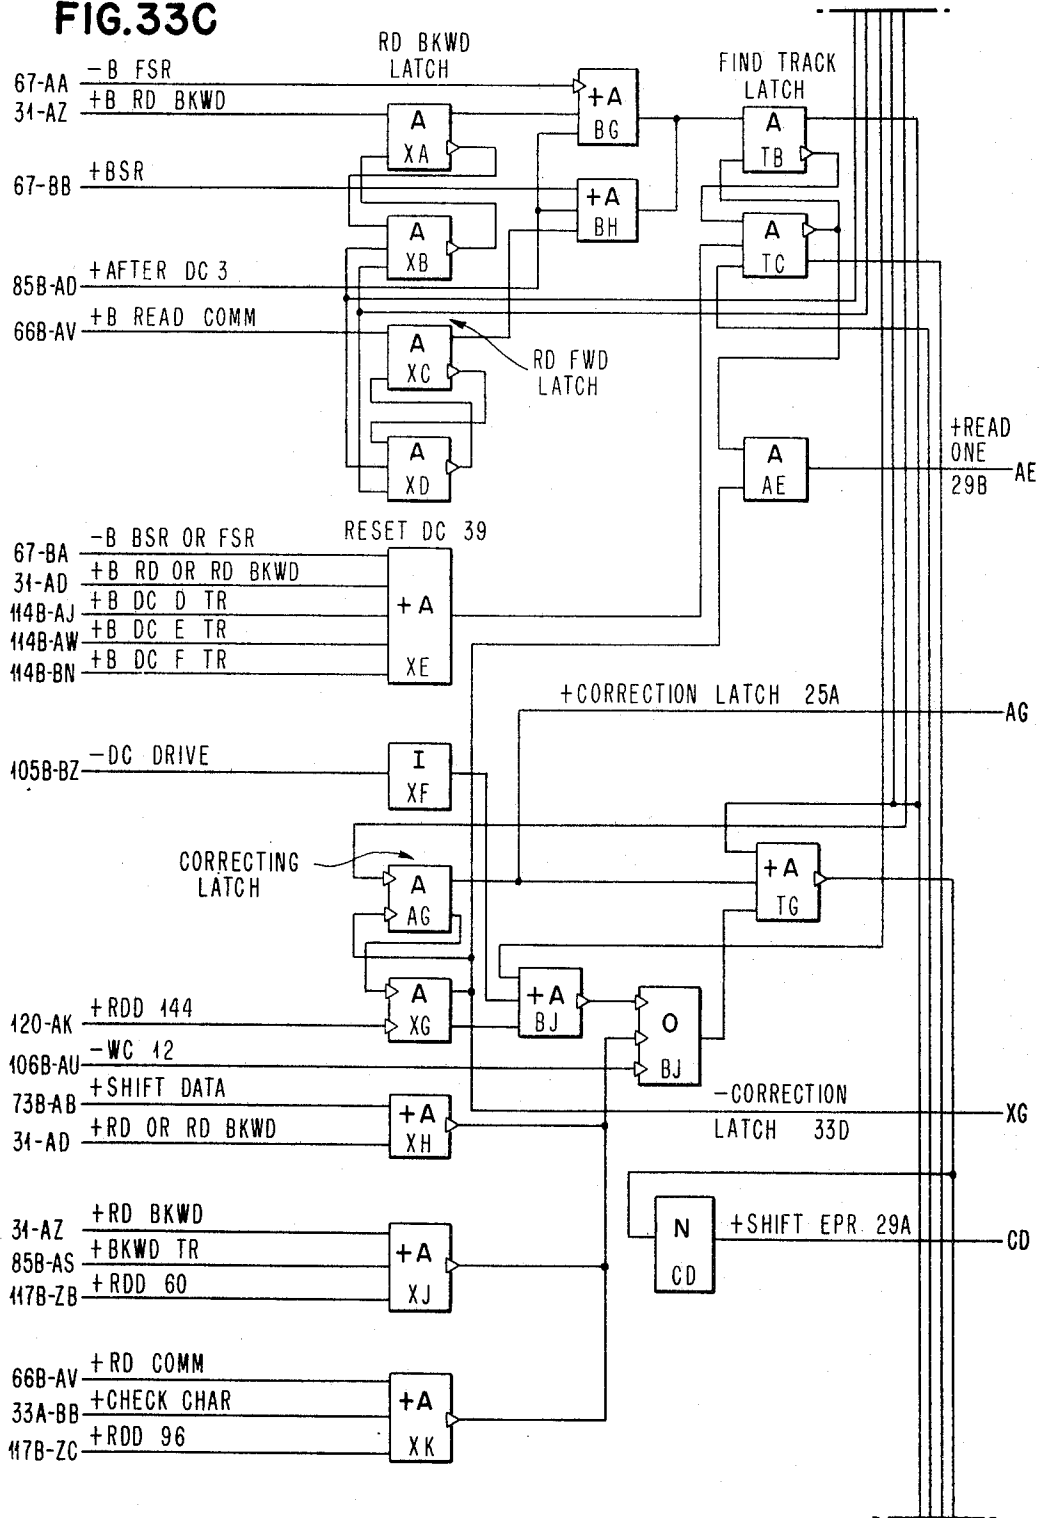 FIG.33C
RD BKWD
LATCH
FIND TRACK
LATCH
67-AA -B FSR
31-AZ +B RD BKWD
+A
BG
A
XA
A
TB
67-BB +BSR
+A
BH
A
XB
A
TC
85B-AD +AFTER DC 3
66B-AV +B READ COMM
A
XC
RD FWD
LATCH
A
XD
A
AE
+READ
ONE
29B
AE
RESET DC 39
67-BA -B BSR OR FSR
31-AD +B RD OR RD BKWD
114B-AJ +B DC D TR
114B-AW +B DC E TR
114B-BN +B DC F TR
+A
XE
+CORRECTION LATCH 25A AG
105B-BZ -DC DRIVE
I
XF
CORRECTING
LATCH
A
AG
+A
TG
A
XG
+A
BJ
O
BJ
120-AK +RDD 144
106B-AU -WC 12
73B-AB +SHIFT DATA
31-AD +RD OR RD BKWD
+A
XH
-CORRECTION
LATCH 33D
XG
31-AZ +RD BKWD
85B-AS +BKWD TR
117B-ZB +RDD 60
+A
XJ
N
CD
+SHIFT EPR 29A CD
66B-AV +RD COMM
33A-BB +CHECK CHAR
117B-ZC +RDD 96
+A
XK